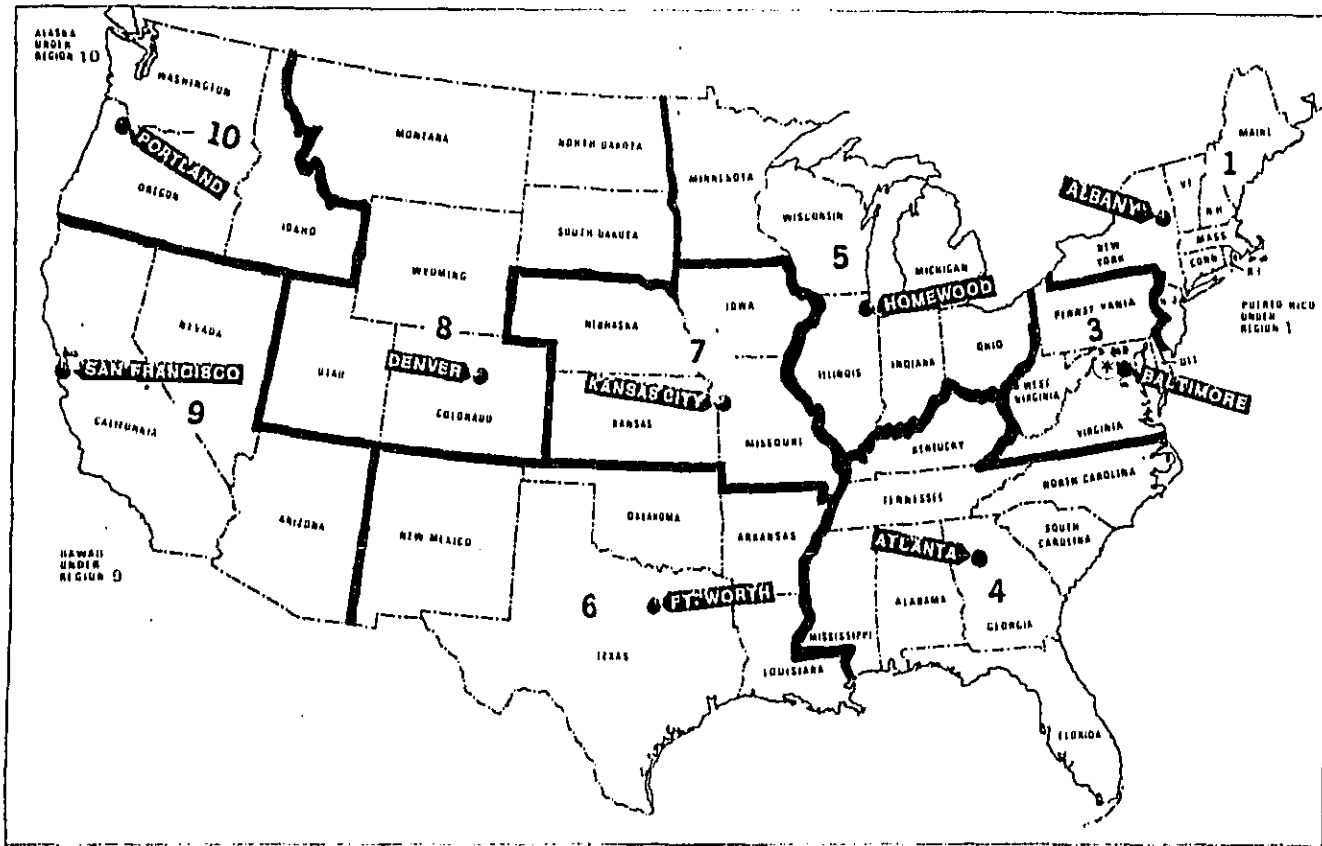 ALASKA
UNDER
REGION 10
WASHINGTON
10
PORTLAND
OREGON
IDAHO
MONTANA
NORTH DAKOTA
SOUTH DAKOTA
WYOMING
MINNESOTA
WISCONSIN
5
MICHIGAN
HOMEWOOD
ALBANY
NEW
YORK
MAINE
1
VT
N H
MASS
CONN
R I
PUERTO RICO
UNDER
REGION 1
PENNSYLVANIA
3
N J
DEL
MD
*
BALTIMORE
WEST
VIRGINIA
VIRGINIA
OHIO
INDIANA
ILLINOIS
IOWA
NEBRASKA
7
KANSAS CITY
KANSAS
MISSOURI
8
DENVER
COLORADO
UTAH
NEVADA
SAN FRANCISCO
9
CALIFORNIA
ARIZONA
HAWAII
UNDER
REGION 9
NEW MEXICO
OKLAHOMA
ARKANSAS
6
FT. WORTH
TEXAS
LOUISIANA
KENTUCKY
TENNESSEE
NORTH CAROLINA
SOUTH
CAROLINA
ATLANTA
4
MISSISSIPPI
ALABAMA
GEORGIA
FLORIDA